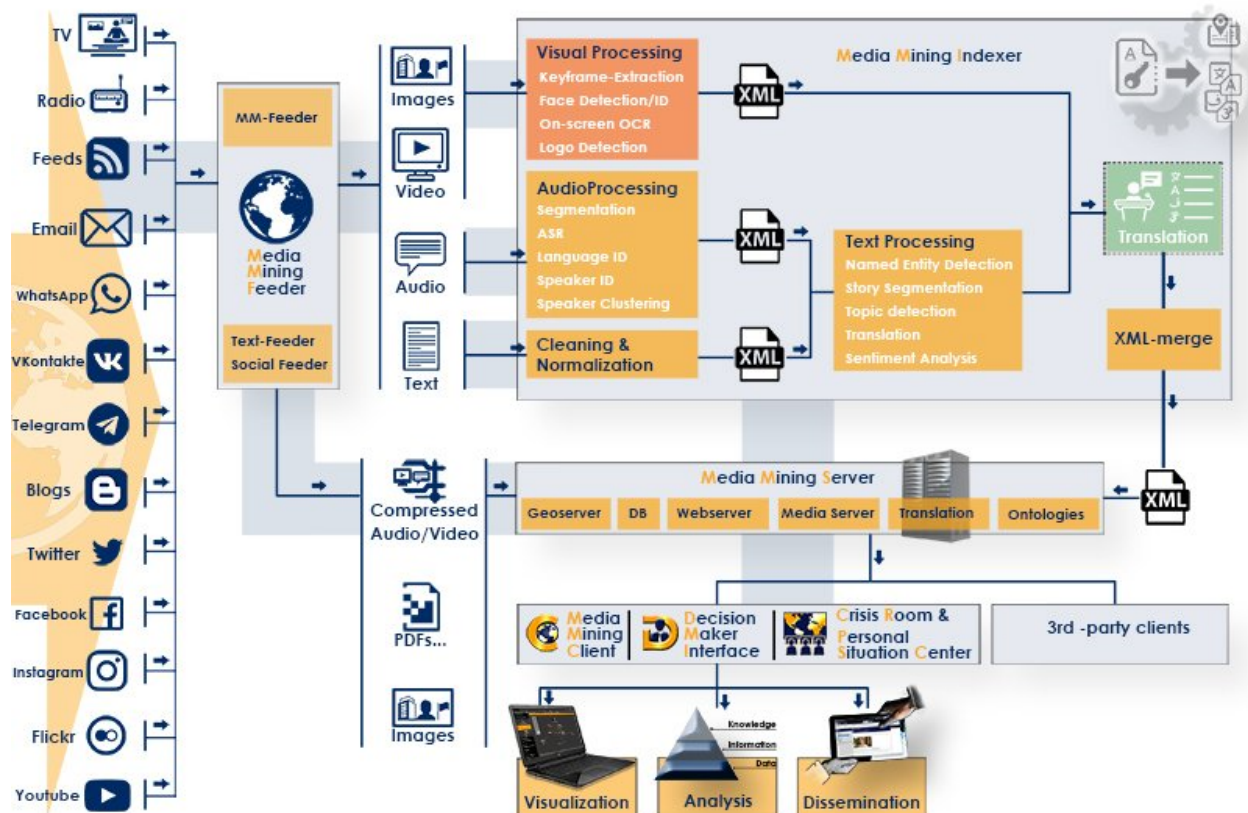 TV
Radio
Feeds
Email
WhatsApp
VKontakte
Telegram
Blogs
Twitter
Facebook
Instagram
Flickr
Youtube
MM-Feeder
Media
Mining
Feeder
Text-Feeder
Social Feeder
Images
Video
Audio
Text
Media Mining Indexer
Visual Processing
Keyframe-Extraction
Face Detection/ID
On-screen OCR
Logo Detection
XML
AudioProcessing
Segmentation
ASR
Language ID
Speaker ID
Speaker Clustering
XML
Cleaning &
Normalization
XML
Text Processing
Named Entity Detection
Story Segmentation
Topic detection
Translation
Sentiment Analysis
A
A
A
Translation
XML-merge
XML
Compressed
Audio/Video
PDFs...
Images
Media Mining Server
Geoserver
DB
Webserver
Media Server
Translation
Ontologies
Media
Mining
Client
Decision
Maker
Interface
Crisis Room &
Personal
Situation Center
3rd -party clients
Knowledge
Information
Data
Visualization
Analysis
Dissemination